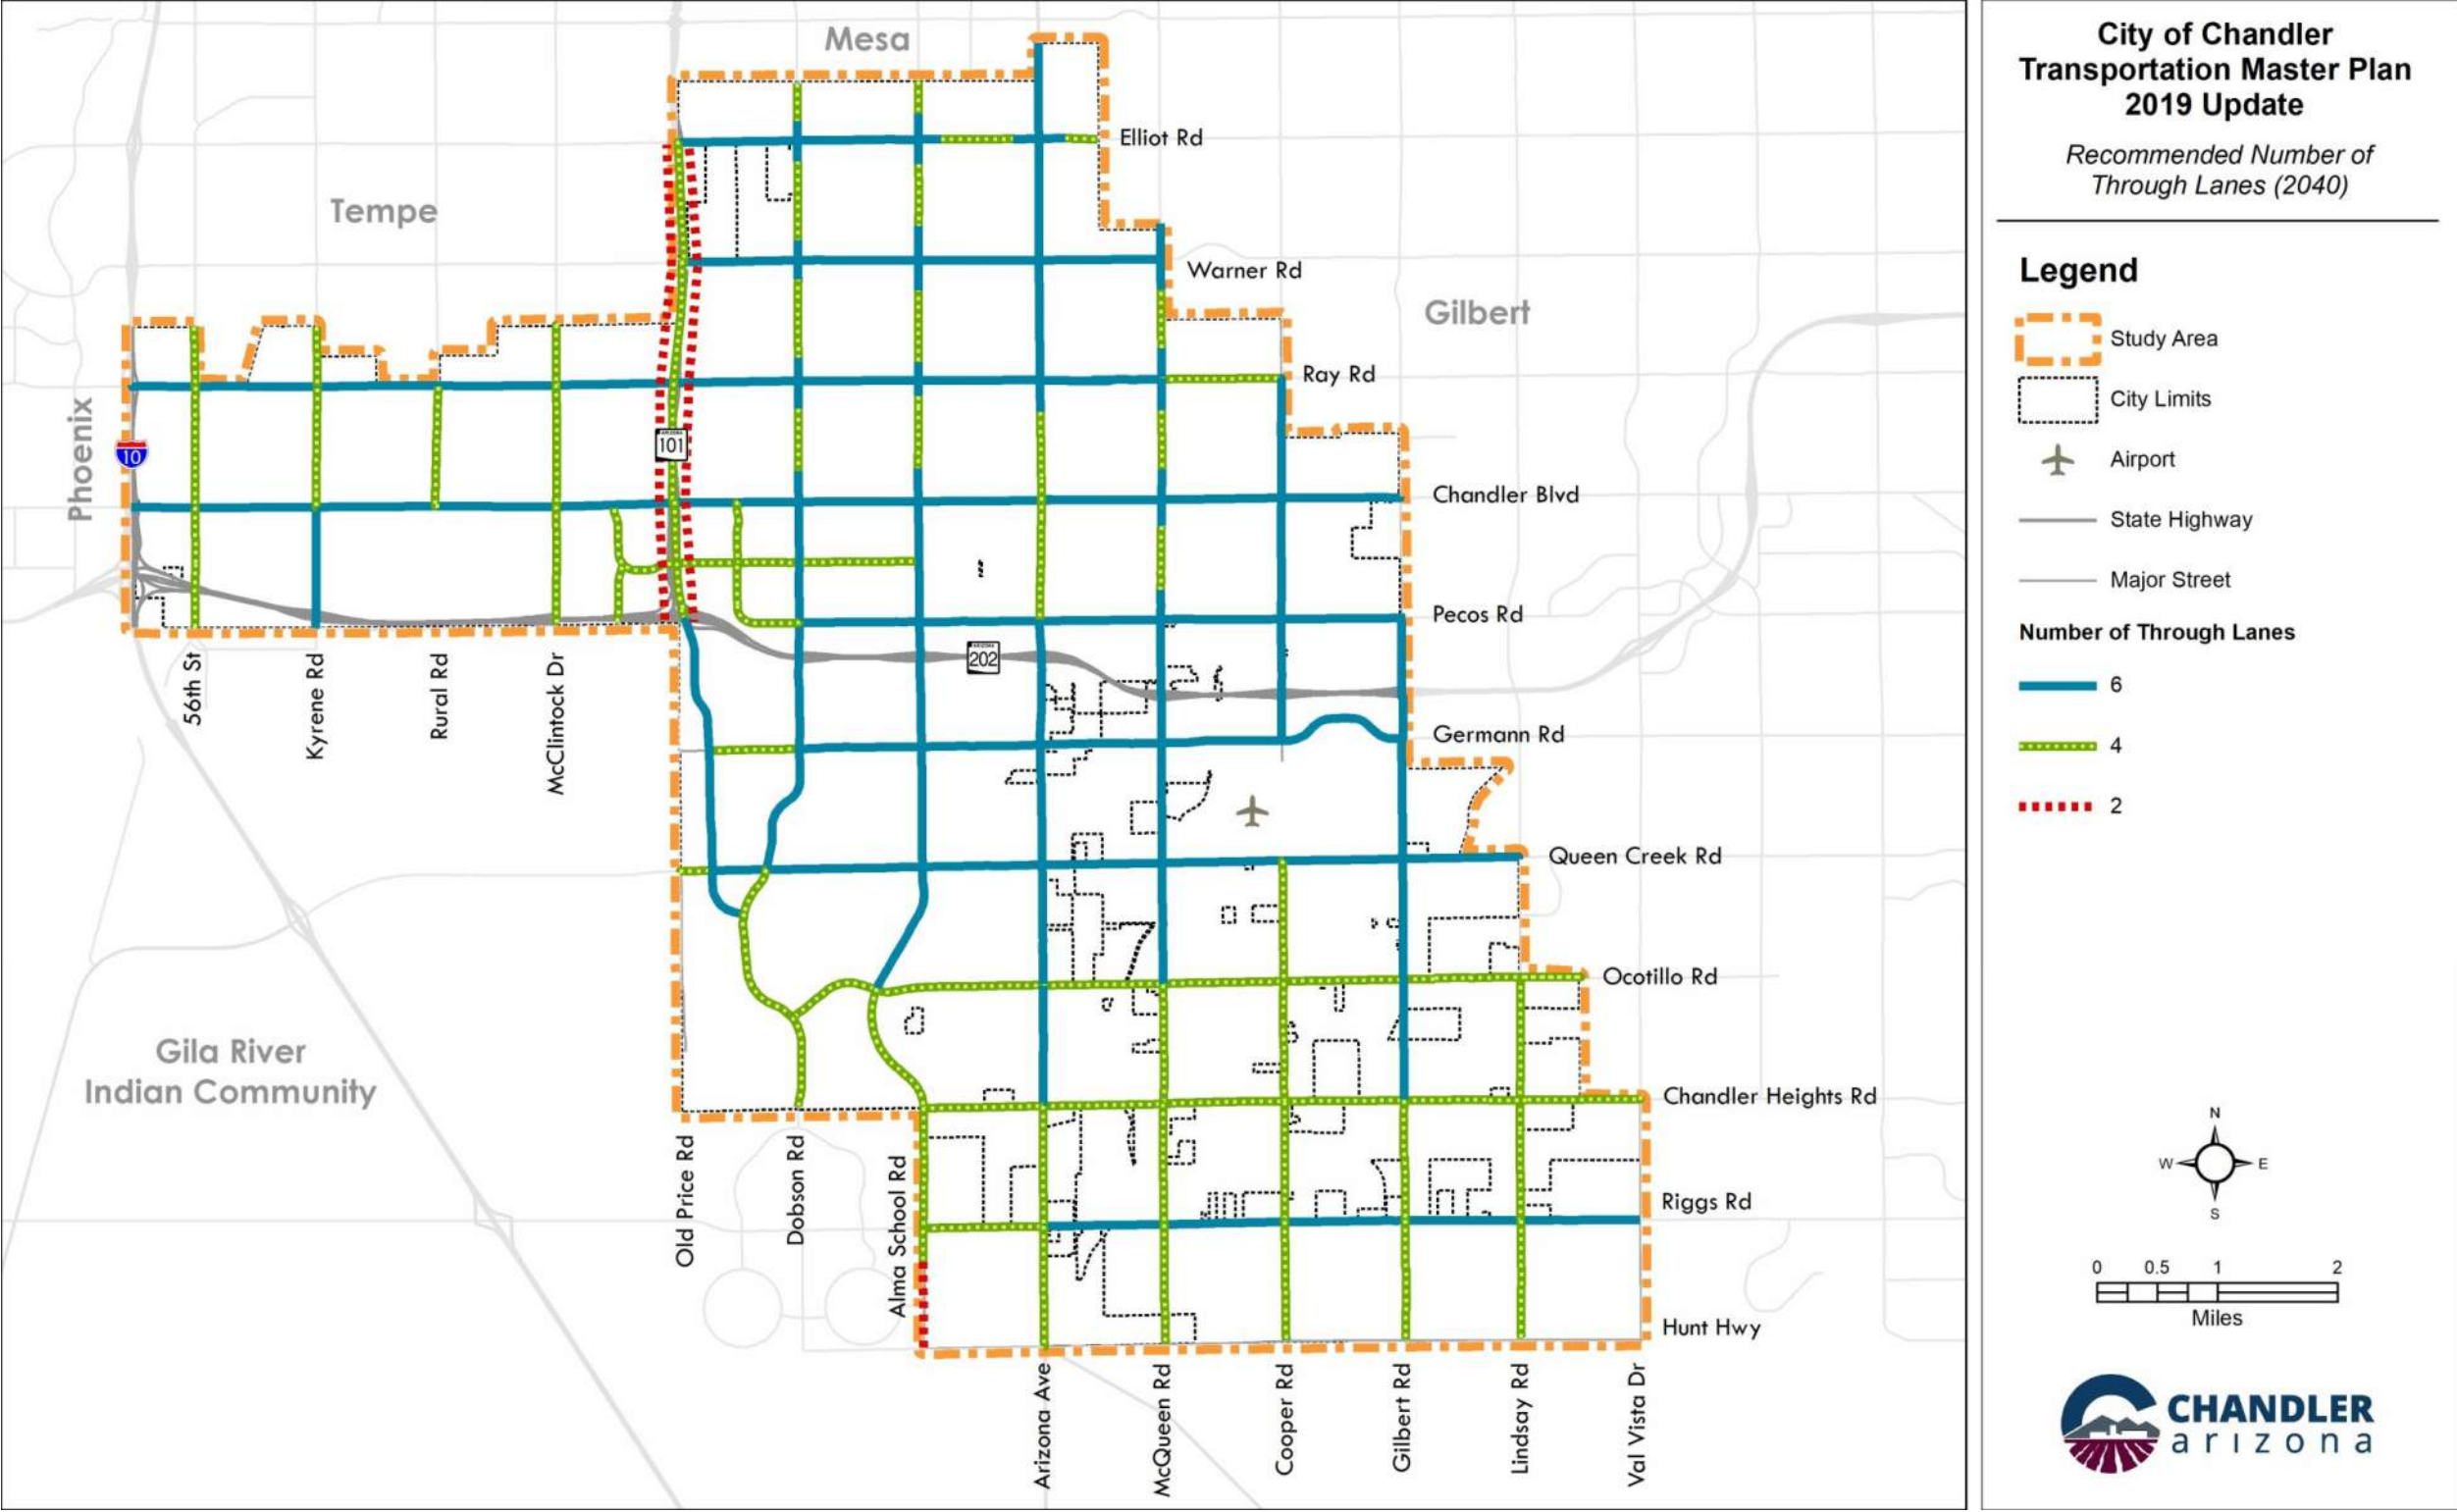 Mesa
Tempe
Gilbert
Phoenix
Gila River
Indian Community
Elliot Rd
Warner Rd
Ray Rd
Chandler Blvd
Pecos Rd
Germann Rd
Queen Creek Rd
Ocotillo Rd
Chandler Heights Rd
Riggs Rd
Hunt Hwy
10
ARIZONA
101
ARIZONA
202
56th St
Kyrene Rd
Rural Rd
McClintock Dr
Old Price Rd
Dobson Rd
Alma School Rd
Arizona Ave
McQueen Rd
Cooper Rd
Gilbert Rd
Lindsay Rd
Val Vista Dr
City of Chandler
Transportation Master Plan
2019 Update
Recommended Number of
Through Lanes (2040)
Legend
Study Area
City Limits
Airport
State Highway
Major Street
Number of Through Lanes
6
4
2
N
W E
S
0 0.5 1 2
Miles
CHANDLER
arizona